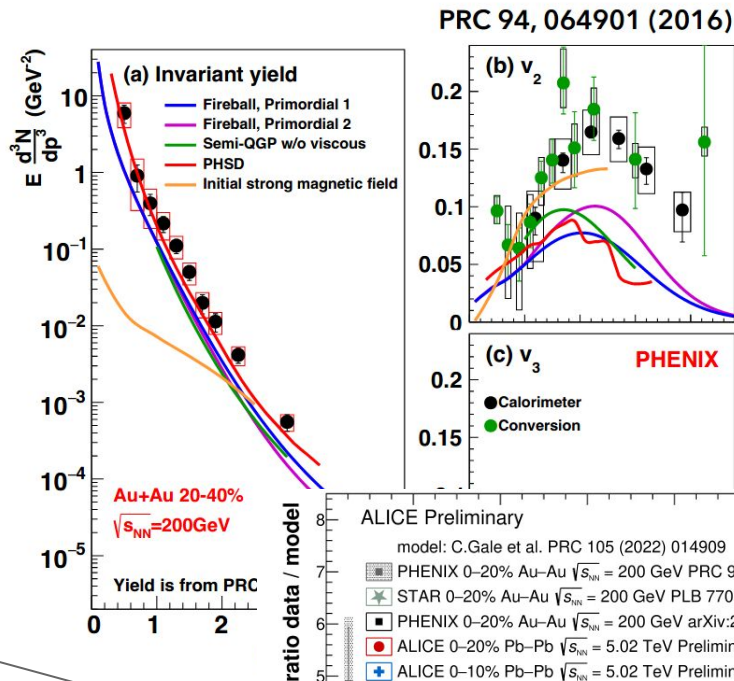 PRC 94, 064901 (2016)
E d³N/dp³ (GeV⁻²)
(a) Invariant yield
Fireball, Primordial 1
Fireball, Primordial 2
Semi-QGP w/o viscous
PHSD
Initial strong magnetic field
10
1
10⁻¹
10⁻²
10⁻³
10⁻⁴
10⁻⁵
Au+Au 20-40%
√sNN=200GeV
Yield is from PRC
0 1 2
(b) v₂
0.2
0.15
0.1
0.05
0
(c) v₃
PHENIX
0.2
Calorimeter
Conversion
0.15
ratio data / model
8
7
6
5
ALICE Preliminary
model: C.Gale et al. PRC 105 (2022) 014909
PHENIX 0–20% Au–Au √sNN = 200 GeV PRC 9
STAR 0–20% Au–Au √sNN = 200 GeV PLB 770
PHENIX 0–20% Au–Au √sNN = 200 GeV arXiv:2
ALICE 0–20% Pb–Pb √sNN = 5.02 TeV Prelimin
ALICE 0–10% Pb–Pb √sNN = 5.02 TeV Prelimin